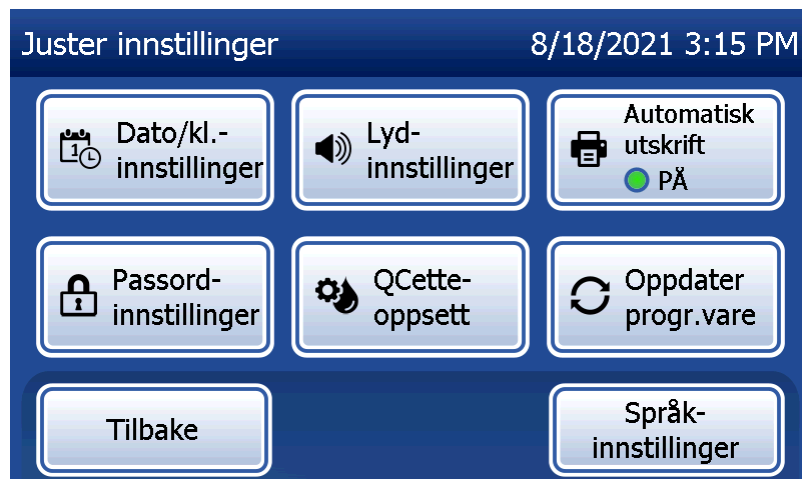 Juster innstillinger 8/18/2021 3:15 PM
Dato/kl.-
innstillinger
Lyd-
innstillinger
Automatisk
utskrift
PÅ
Passord-
innstillinger
QCette-
oppsett
Oppdater
progr.vare
Tilbake
Språk-
innstillinger